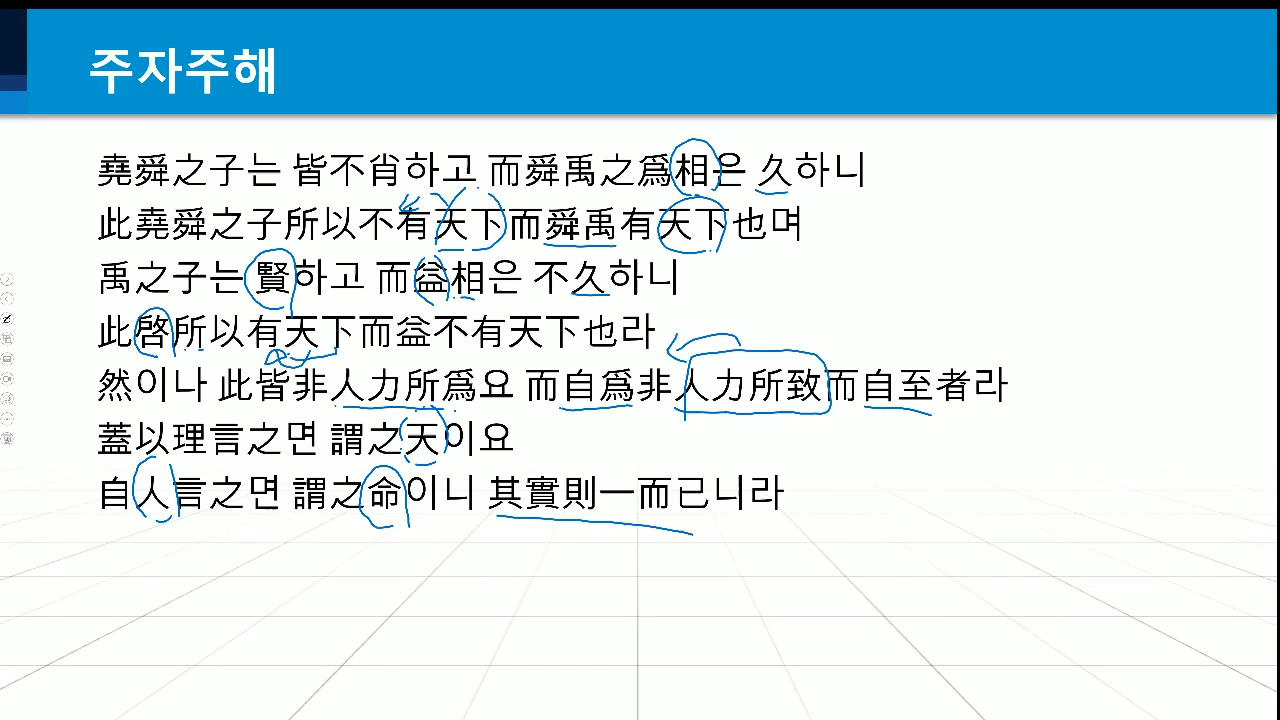 주자주해
堯舜之子는 皆不肖하고 而舜禹之爲相은 久하니
此堯舜之子所以不有天下而舜禹有天下也며
禹之子는 賢하고 而益相은 不久하니
此啓所以有天下而益不有天下也라
然이나 此皆非人力所爲요 而自爲非人力所致而自至者라
蓋以理言之면 謂之天이요
自人言之면 謂之命이니 其實則一而已니라